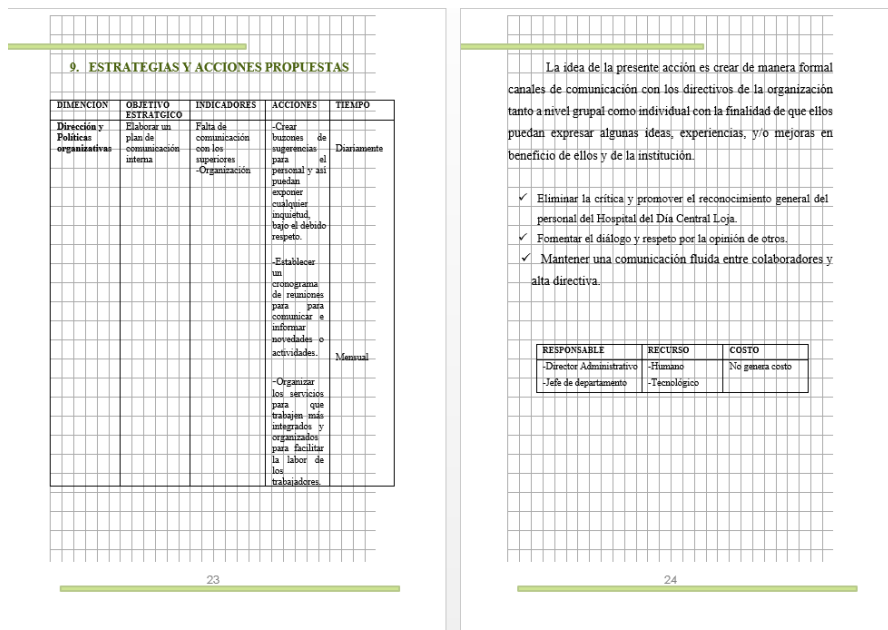 9. ESTRATEGIAS Y ACCIONES PROPUESTAS
DIMENCION
OBJETIVO
ESTRATGICO
INDICADORES
ACCIONES
TIEMPO
Dirección y
Políticas
organizativas
Elaborar un
plan de
comunicación
interna
Falta de
comunicación
con los
superiores
-Organización
-Crear
buzones de
sugerencias
para el
personal y así
puedan
exponer
cualquier
inquietud,
bajo el debido
respeto.
-Establecer
un
cronograma
de reuniones
para para
comunicar e
informar
novedades o
actividades.
-Organizar
los servicios
para que
trabajen más
integrados y
organizados
para facilitar
la labor de
los
trabajadores.
Diariamente
Mensual
23
La idea de la presente acción es crear de manera formal
canales de comunicación con los directivos de la organización
tanto a nivel grupal como individual con la finalidad de que ellos
puedan expresar algunas ideas, experiencias, y/o mejoras en
beneficio de ellos y de la institución.
✓ Eliminar la crítica y promover el reconocimiento general del
personal del Hospital del Día Central Loja.
✓ Fomentar el diálogo y respeto por la opinión de otros.
✓ Mantener una comunicación fluida entre colaboradores y
alta directiva.
RESPONSABLE
RECURSO
COSTO
-Director Administrativo
-Jefe de departamento
-Humano
-Tecnológico
No genera costo
24